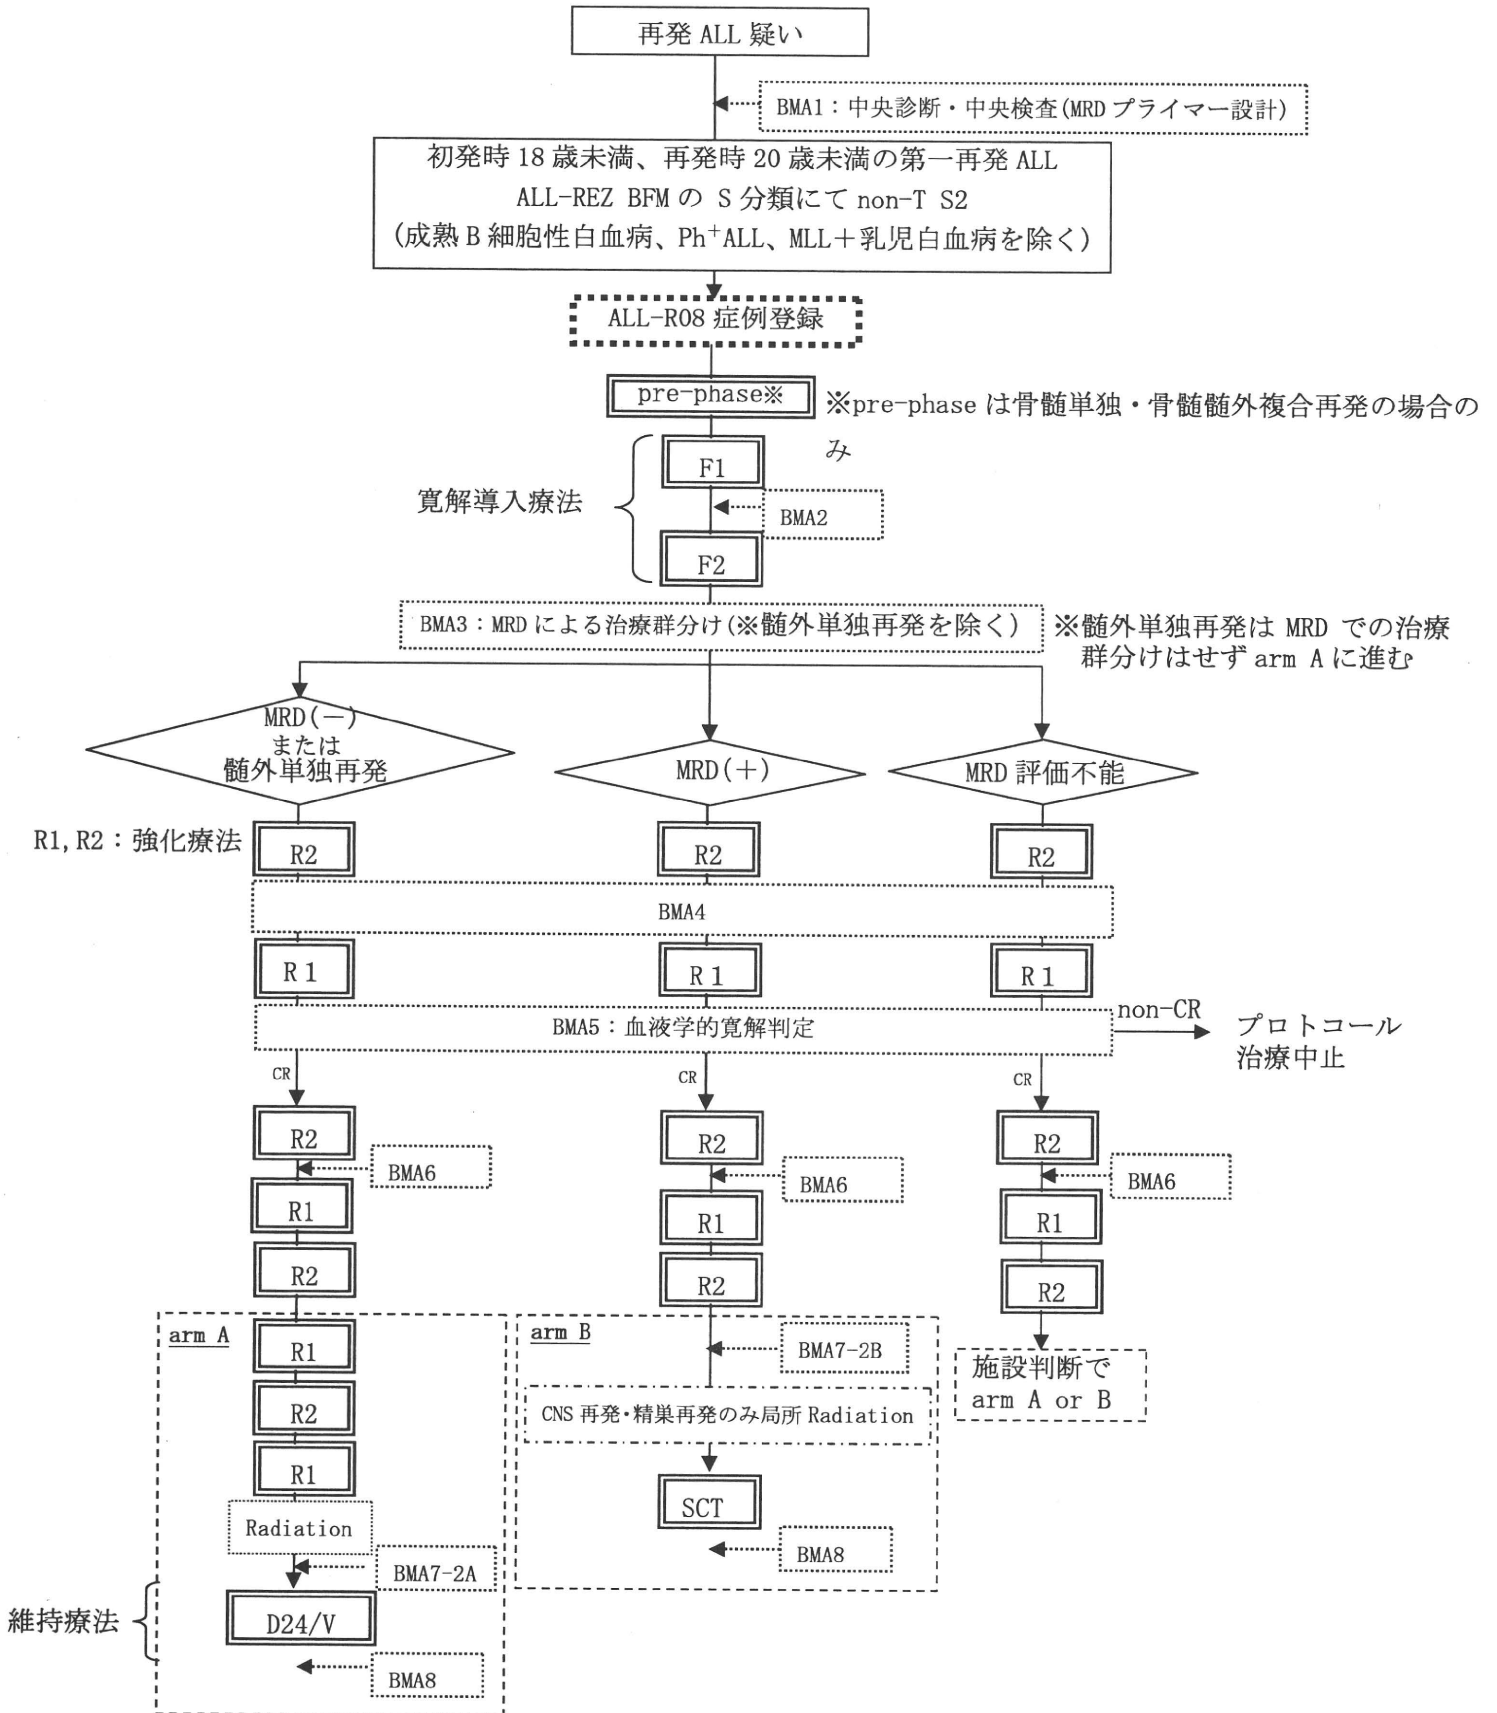 再発 ALL 疑い
BMA1：中央診断・中央検査(MRD プライマー設計)
初発時 18 歳未満、再発時 20 歳未満の第一再発 ALL
ALL-REZ BFM の S 分類にて non-T S2
(成熟 B 細胞性白血病、Ph+ALL、MLL＋乳児白血病を除く)
ALL-R08 症例登録
pre-phase※
※pre-phase は骨髄単独・骨髄髄外複合再発の場合の
み
F1
寛解導入療法
BMA2
F2
BMA3：MRD による治療群分け(※髄外単独再発を除く)
※髄外単独再発は MRD での治療
群分けはせず arm A に進む
MRD(－)
または
髄外単独再発
MRD(＋)
MRD 評価不能
R1,R2：強化療法
R2
R2
R2
BMA4
R１
R１
R１
BMA5：血液学的寛解判定
non-CR
プロトコール
治療中止
CR
CR
CR
R2
R2
R2
BMA6
BMA6
BMA6
R1
R1
R1
R2
R2
R2
arm A
R1
R2
R1
Radiation
BMA7-2A
維持療法
D24/V
BMA8
arm B
BMA7-2B
CNS 再発・精巣再発のみ局所 Radiation
SCT
BMA8
施設判断で
arm A or B